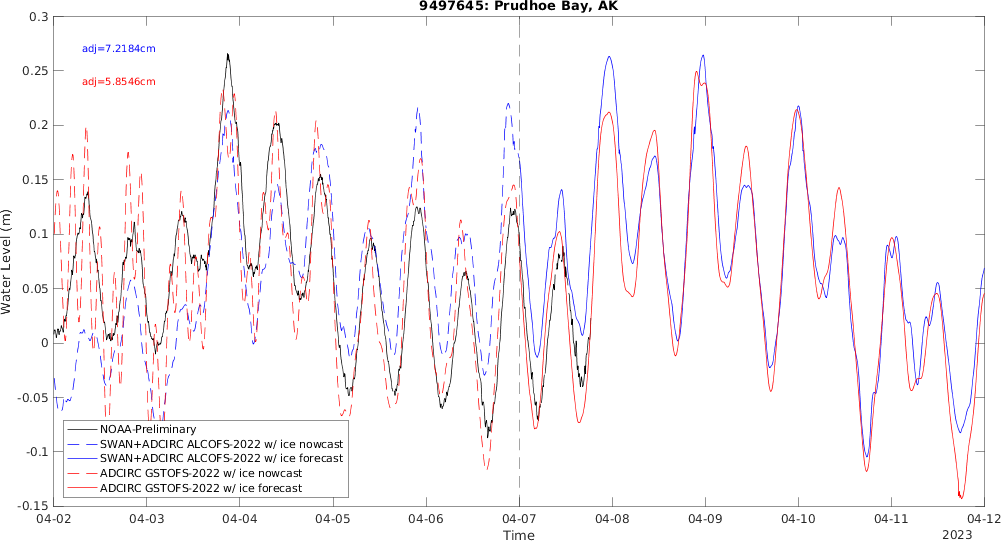 9497645: Prudhoe Bay, AK
adj=7.2184cm
adj=5.8546cm
Water Level (m)
0.3
0.25
0.2
0.15
0.1
0.05
0
-0.05
-0.1
-0.15
NOAA-Preliminary
SWAN+ADCIRC ALCOFS-2022 w/ ice nowcast
SWAN+ADCIRC ALCOFS-2022 w/ ice forecast
ADCIRC GSTOFS-2022 w/ ice nowcast
ADCIRC GSTOFS-2022 w/ ice forecast
04-02 04-03 04-04 04-05 04-06 04-07 04-08 04-09 04-10 04-11 04-12
Time
2023